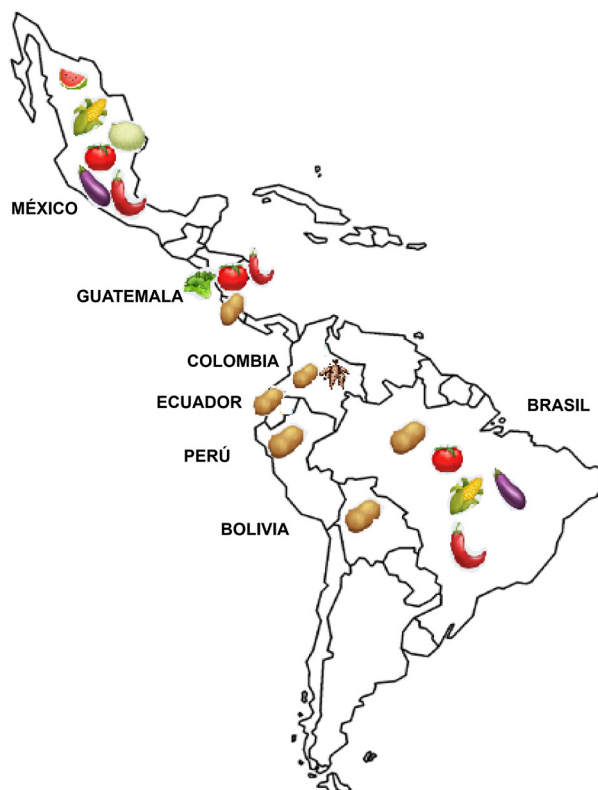 MÉXICO
GUATEMALA
COLOMBIA
ECUADOR
BRASIL
PERÚ
BOLIVIA